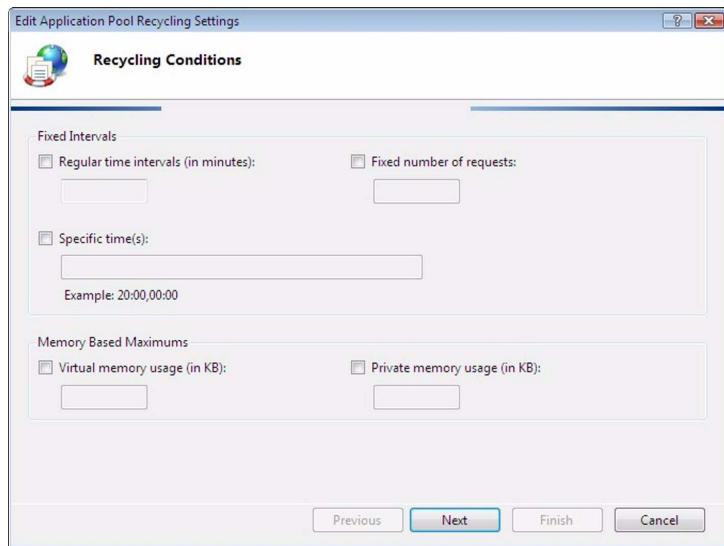 Edit Application Pool Recycling Settings
Recycling Conditions
Fixed Intervals
Regular time intervals (in minutes):
Fixed number of requests:
Specific time(s):
Example: 20:00,00:00
Memory Based Maximums
Virtual memory usage (in KB):
Private memory usage (in KB):
Previous
Next
Finish
Cancel